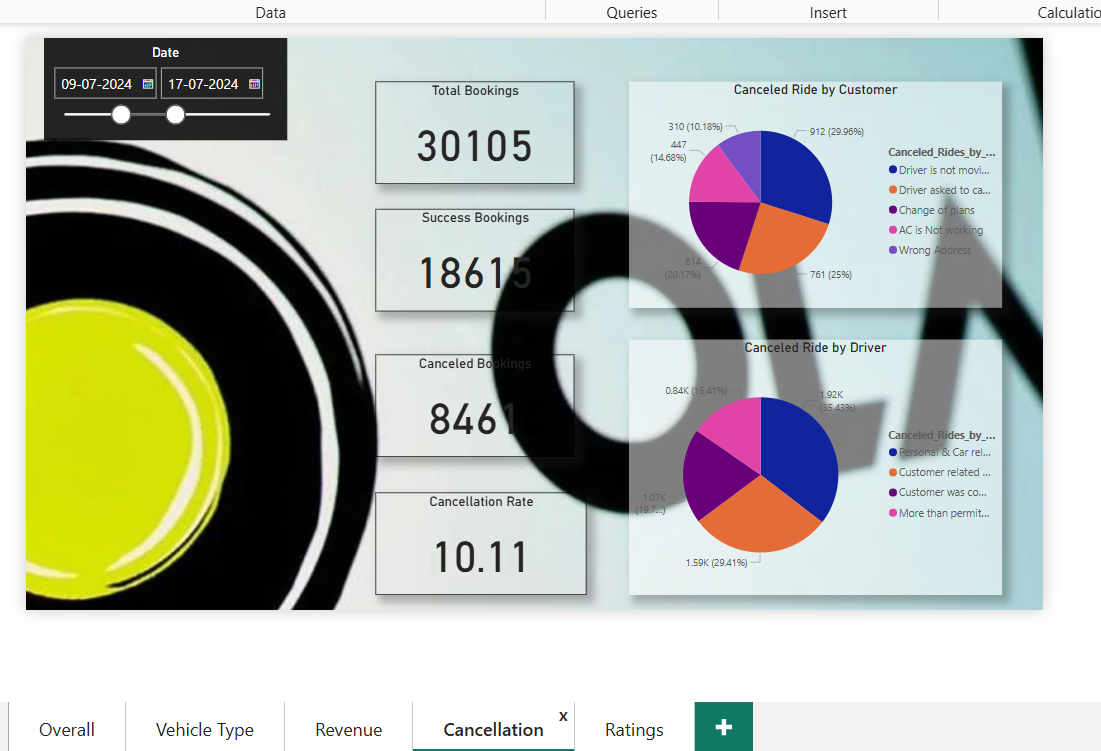 Data
Queries
Insert
Calculatio
Date
09-07-2024
17-07-2024
Total Bookings
30105
Success Bookings
18615
Canceled Bookings
8461
Cancellation Rate
10.11
Canceled Ride by Customer
310 (10.18%)
912 (29.96%)
447
(14.68%)
614
(20.17%)
761 (25%)
Canceled_Rides_by_...
Driver is not movi...
Driver asked to ca...
Change of plans
AC is Not working
Wrong Address
OLA
Canceled Ride by Driver
0.84K (15.41%)
1.92K
(35.43%)
1.07K
(19.7...)
1.59K (29.41%)
Canceled_Rides_by_...
Personal & Car rel...
Customer related ...
Customer was co...
More than permit...
Overall
Vehicle Type
Revenue
Cancellation
x
Ratings
+